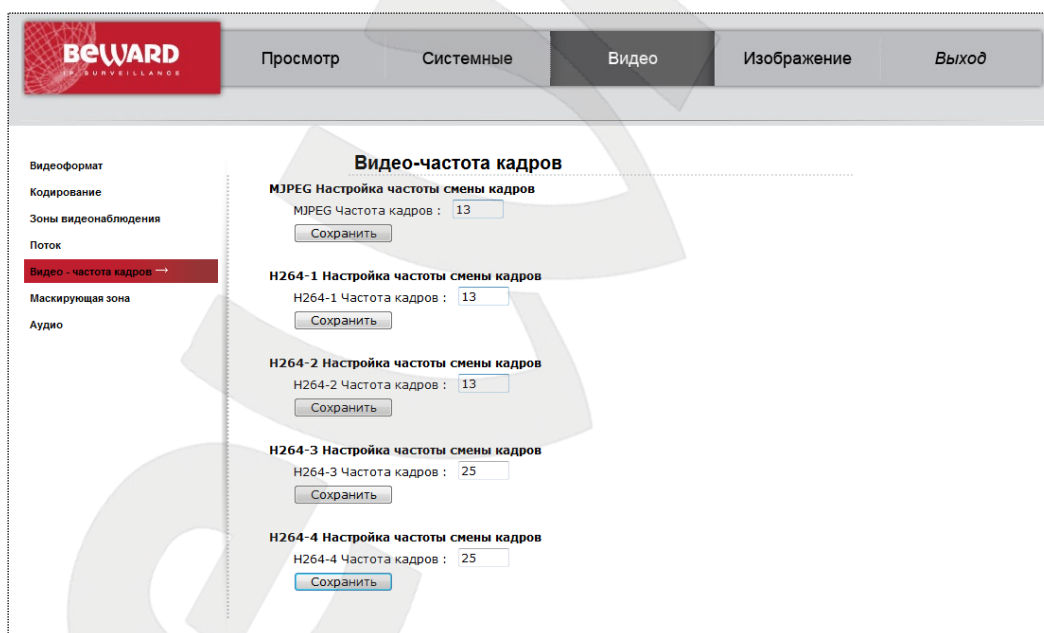 BEWARD
IP SURVEILLANCE
Просмотр
Системные
Видео
Изображение
Выход
Видеоформат
Кодирование
Зоны видеонаблюдения
Поток
Видео - частота кадров →
Маскирующая зона
Аудио
Видео-частота кадров
MJPEG Настройка частоты смены кадров
MJPEG Частота кадров : 13
Сохранить
H264-1 Настройка частоты смены кадров
H264-1 Частота кадров : 13
Сохранить
H264-2 Настройка частоты смены кадров
H264-2 Частота кадров : 13
Сохранить
H264-3 Настройка частоты смены кадров
H264-3 Частота кадров : 25
Сохранить
H264-4 Настройка частоты смены кадров
H264-4 Частота кадров : 25
Сохранить